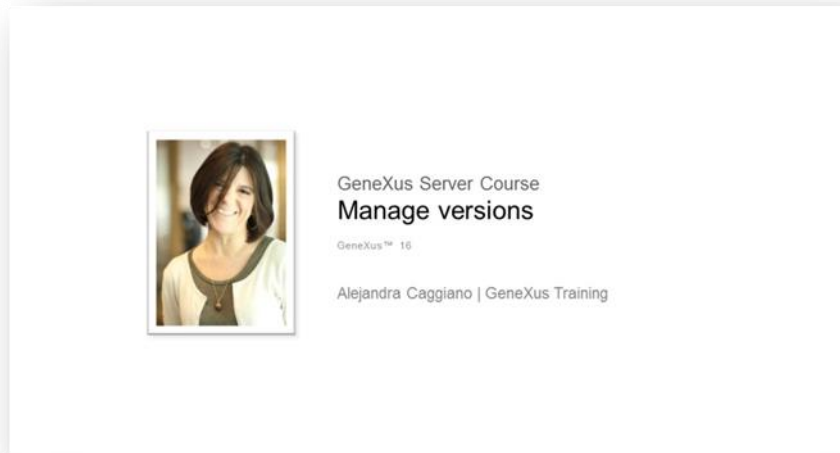 GeneXus Server Course
Manage versions
GeneXus™ 16
Alejandra Caggiano | GeneXus Training